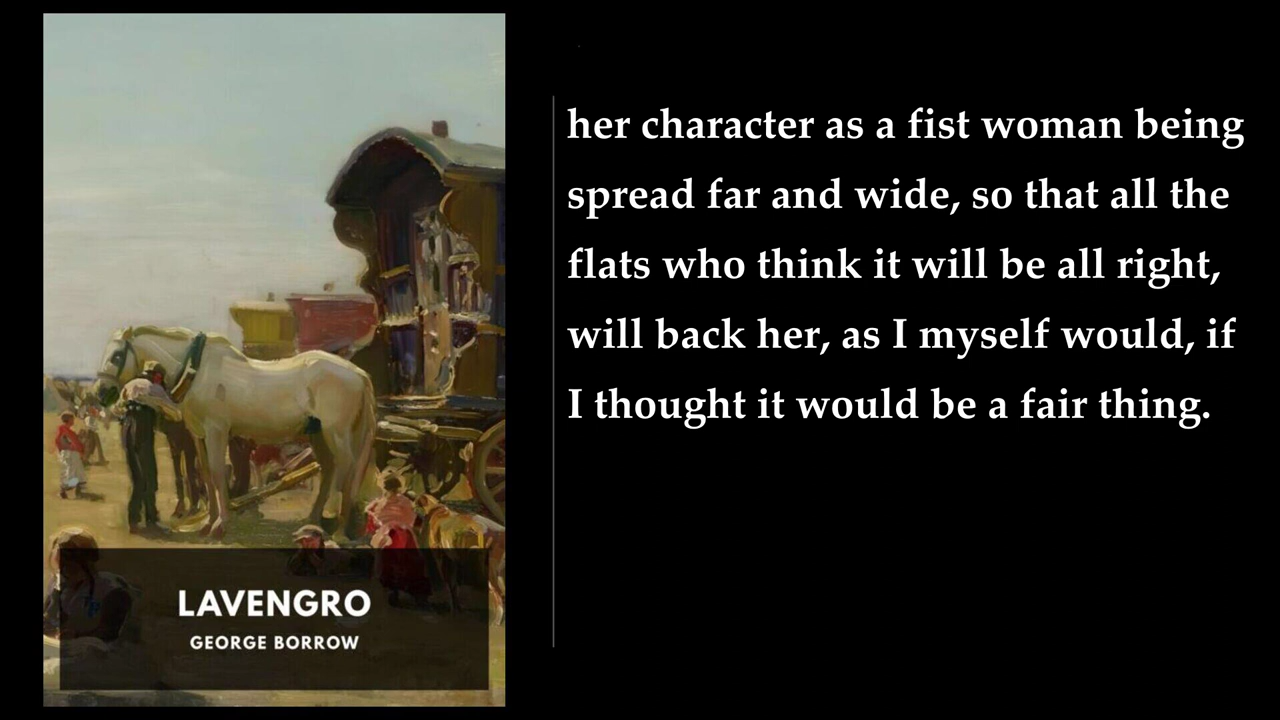 LAVENGRO
GEORGE BORROW
her character as a fist woman being
spread far and wide, so that all the
flats who think it will be all right,
will back her, as I myself would, if
I thought it would be a fair thing.